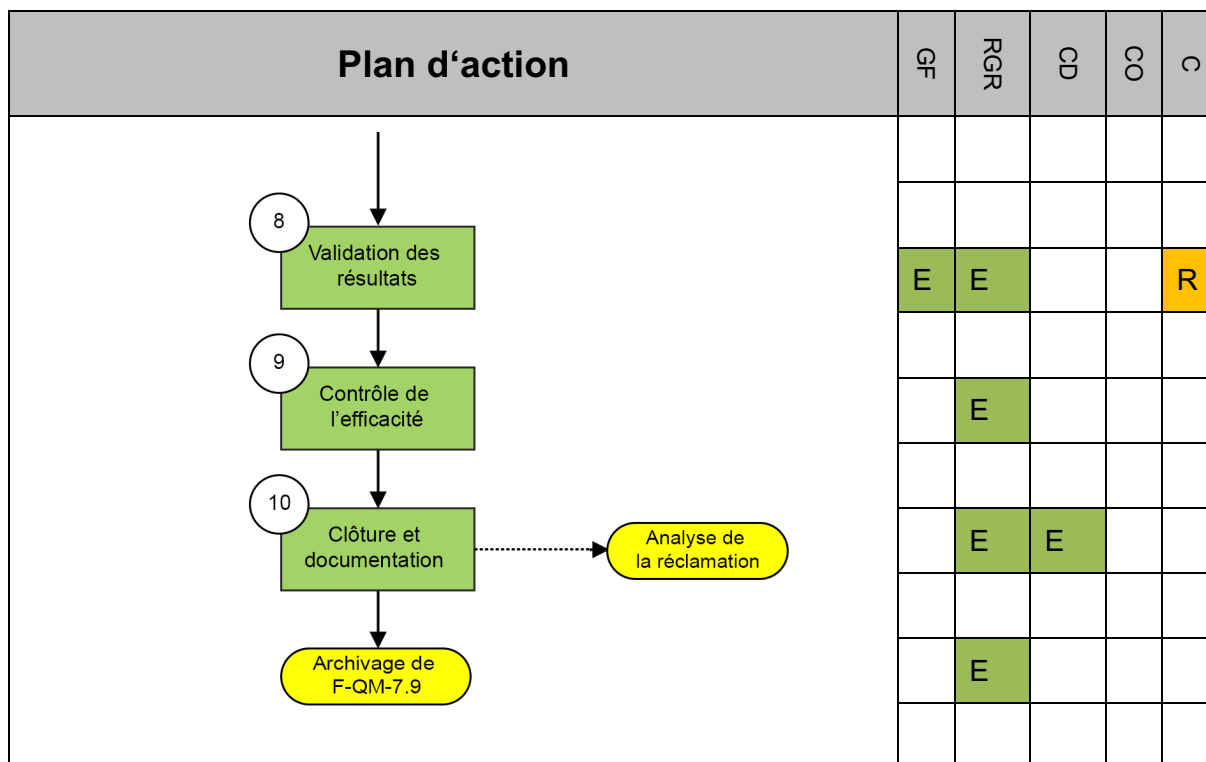 Plan d‘action
GF
RGR
CD
CO
C
8
Validation des
résultats
E
E
R
9
Contrôle de
l’efficacité
E
10
Clôture et
documentation
Analyse de
la réclamation
E
E
Archivage de
F-QM-7.9
E